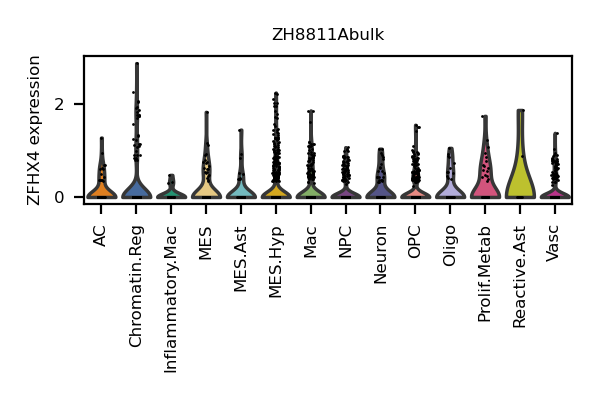 ZH8811Abulk
ZFHX4 expression
2
0
AC
Chromatin.Reg
Inflammatory.Mac
MES
MES.Ast
MES.Hyp
Mac
NPC
Neuron
OPC
Oligo
Prolif.Metab
Reactive.Ast
Vasc